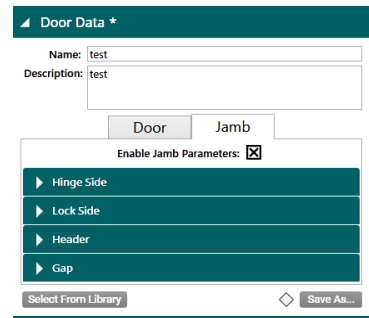 Door Data *
Name: test
Description: test
Door Jamb
Enable Jamb Parameters:
Hinge Side
Lock Side
Header
Gap
Select From Library Save As...